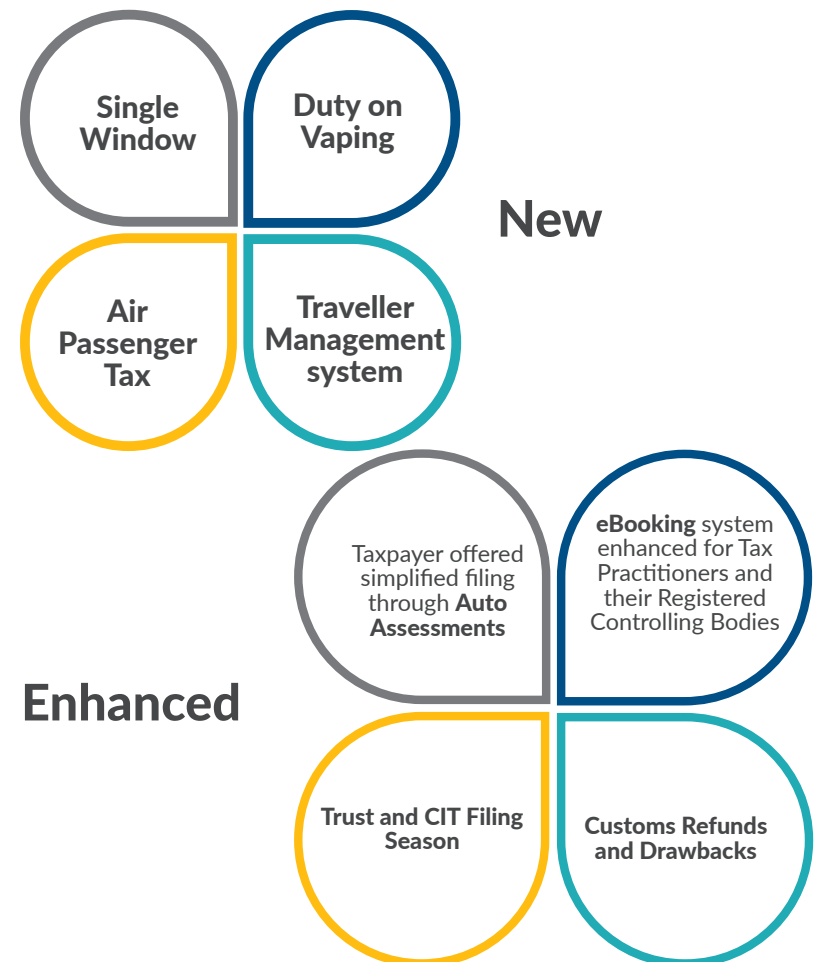 Single
Window
Duty on
Vaping
New
Air
Passenger
Tax
Traveller
Management
system
Taxpayer offered
simplified filing
through Auto
Assessments
eBooking system
enhanced for Tax
Practitioners and
their Registered
Controlling Bodies
Enhanced
Trust and CIT Filing
Season
Customs Refunds
and Drawbacks